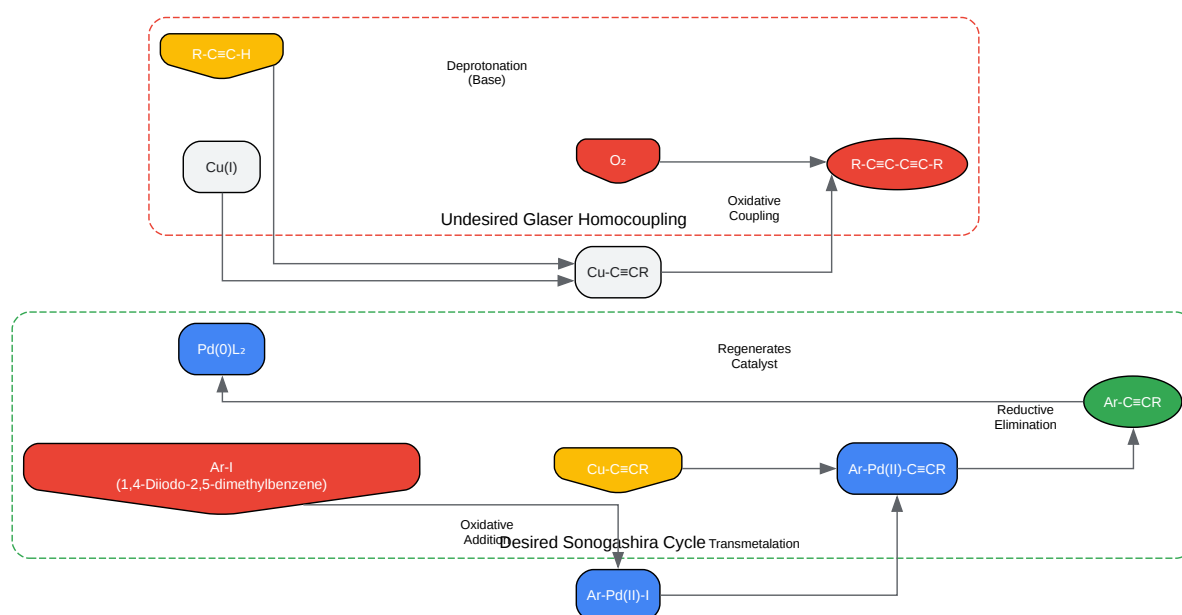 R-C≡C-H
Deprotonation
(Base)
Cu(I)
O₂
R-C≡C-C≡C-R
Oxidative
Coupling
Undesired Glaser Homocoupling
Cu-C≡CR
Pd(0)L₂
Regenerates
Catalyst
Ar-C≡CR
Reductive
Elimination
Ar-I
(1,4-Diiodo-2,5-dimethylbenzene)
Cu-C≡CR
Ar-Pd(II)-C≡CR
Oxidative
Addition
Desired Sonogashira Cycle
Transmetalation
Ar-Pd(II)-I